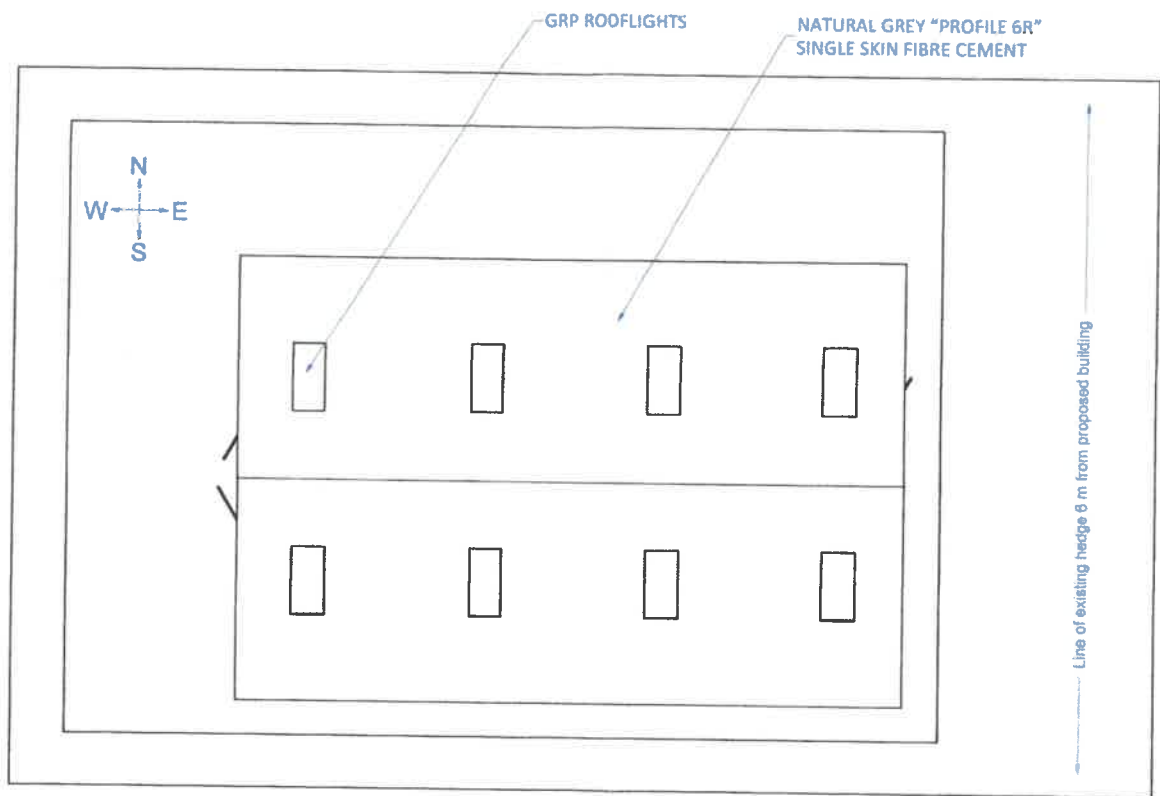 GRP ROOFLIGHTS
NATURAL GREY "PROFILE 6R"
SINGLE SKIN FIBRE CEMENT
N
W E
S
Line of existing hedge 6 m from proposed building